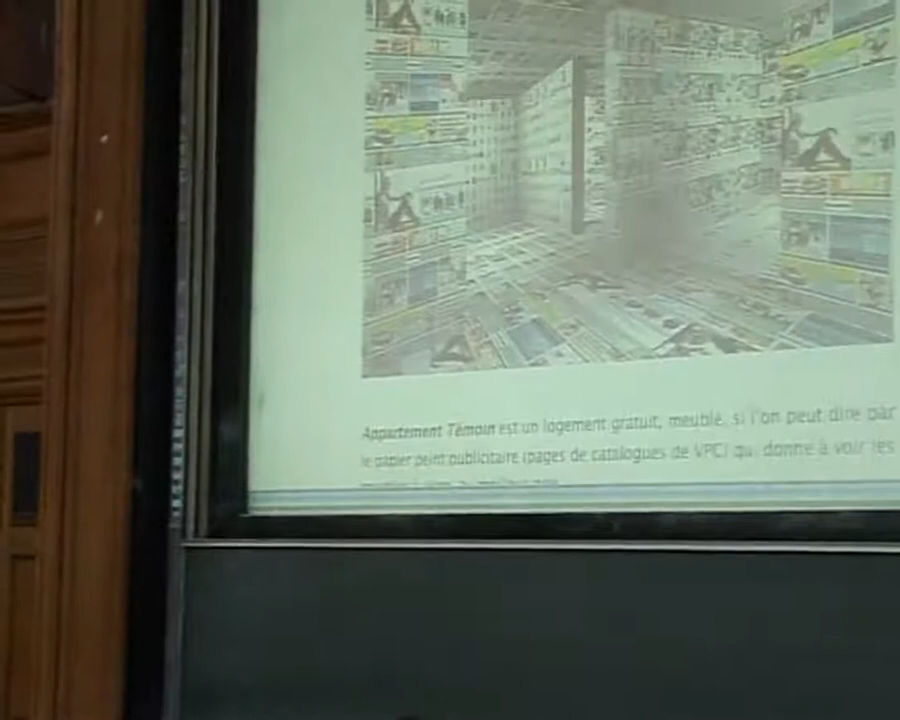 Appartement Témoin est un logement gratuit, meublé, si l'on peut dire par
le papier peint publicitaire (pages de catalogues de VPC) qui donne à voir les